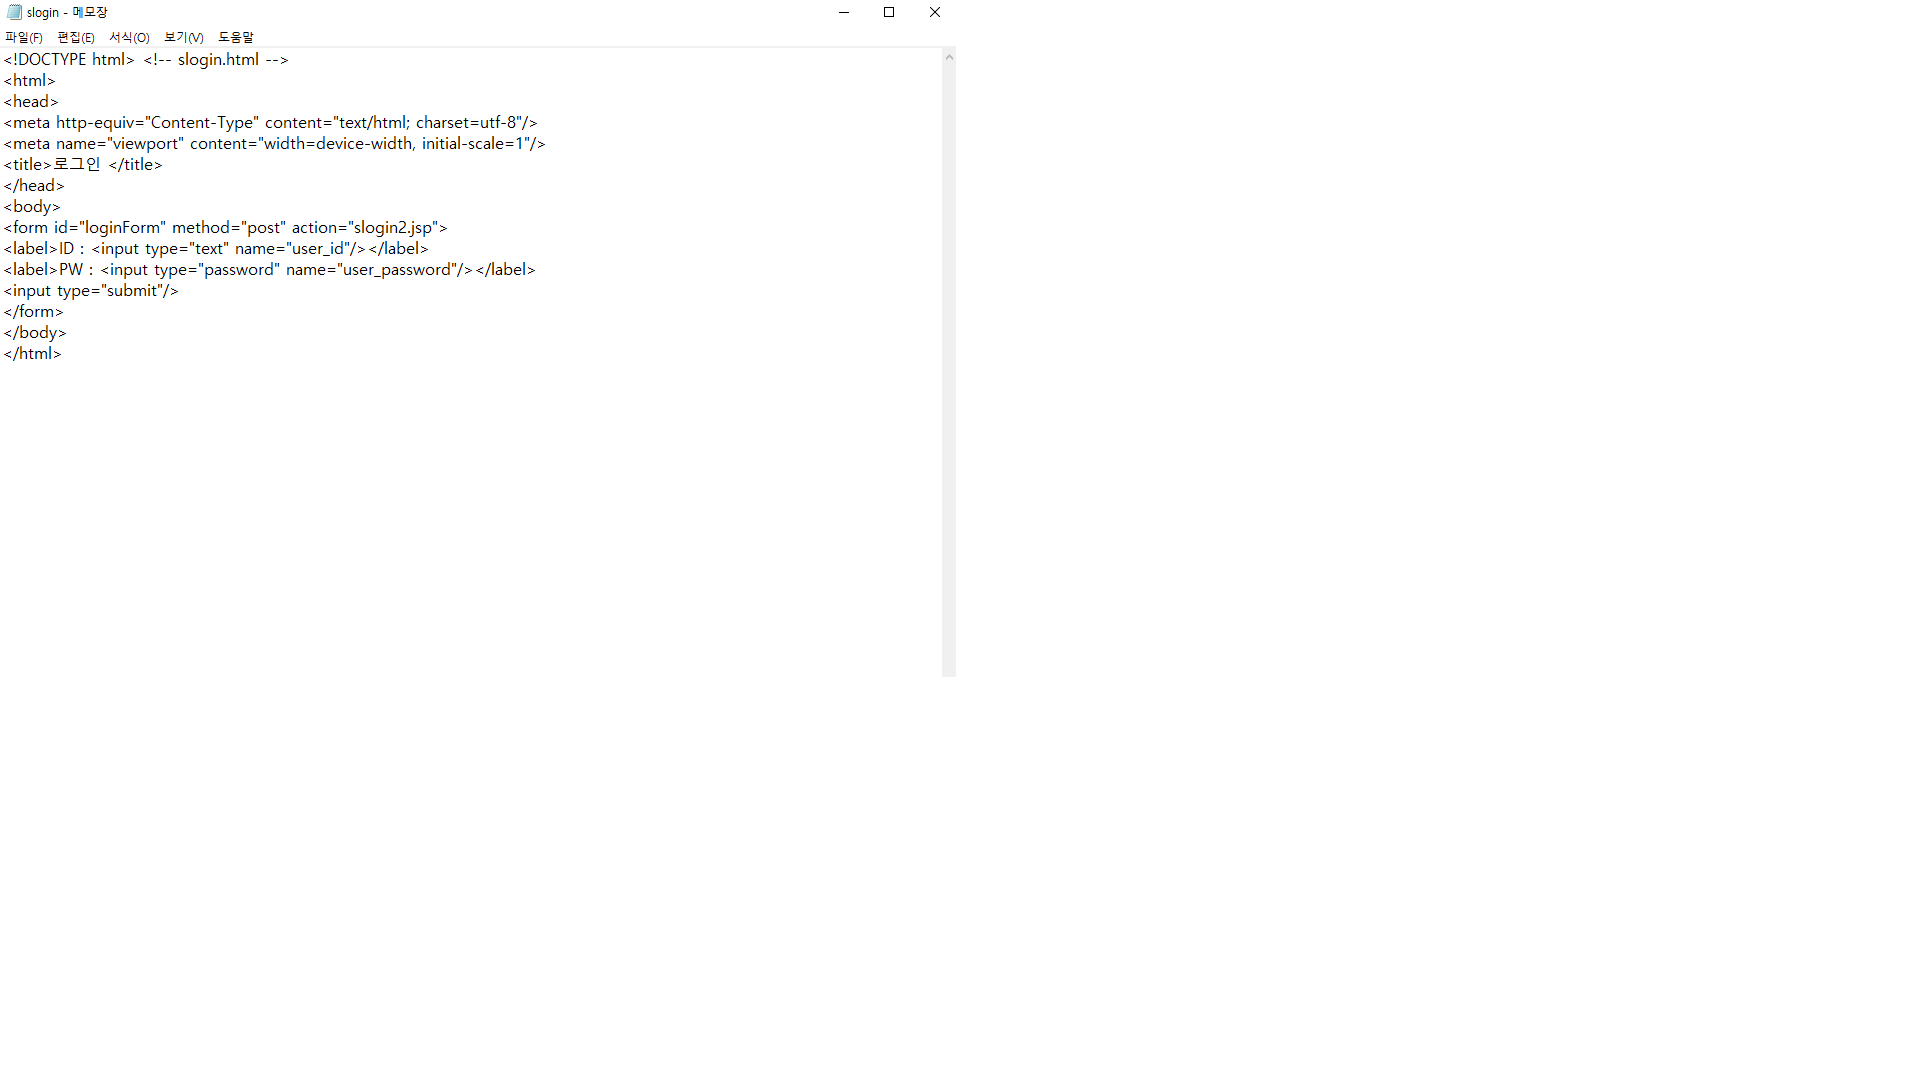 slogin - 메모장
파일(F) 편집(E) 서식(O) 보기(V) 도움말
<!DOCTYPE html> <!-- slogin.html -->
<html>
<head>
<meta http-equiv="Content-Type" content="text/html; charset=utf-8"/>
<meta name="viewport" content="width=device-width, initial-scale=1"/>
<title>로그인 </title>
</head>
<body>
<form id="loginForm" method="post" action="slogin2.jsp">
<label>ID : <input type="text" name="user_id"/></label>
<label>PW : <input type="password" name="user_password"/></label>
<input type="submit"/>
</form>
</body>
</html>